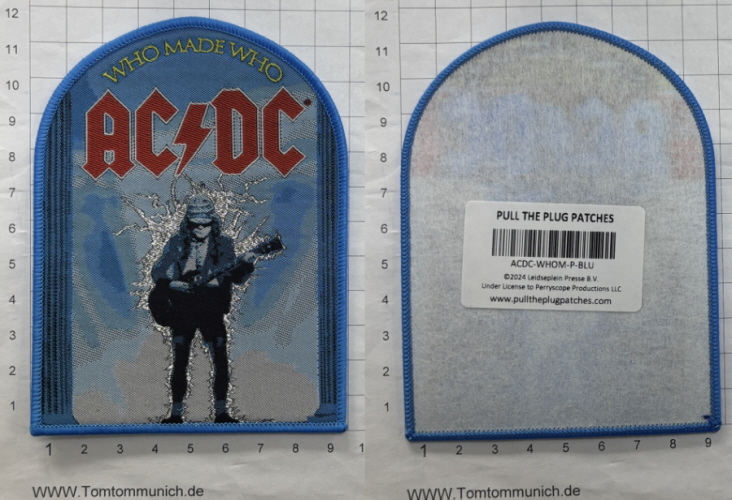 WHO MADE WHO
AC DC
12
11
10
9
8
7
6
5
4
3
2
1
1 2 3 4 5 6 7 8 9 1
WWW.Tomtommunich.de
12
11
10
9
8
7
6
5
4
3
2
1
PULL THE PLUG PATCHES
ACDC-WHOM-P-BLU
©2024 Leidseplein Presse B.V.
Under License to Perryscope Productions LLC
www.pulltheplugpatches.com
1 2 3 4 5 6 7 8 9
WWW.Tomtommunich.de